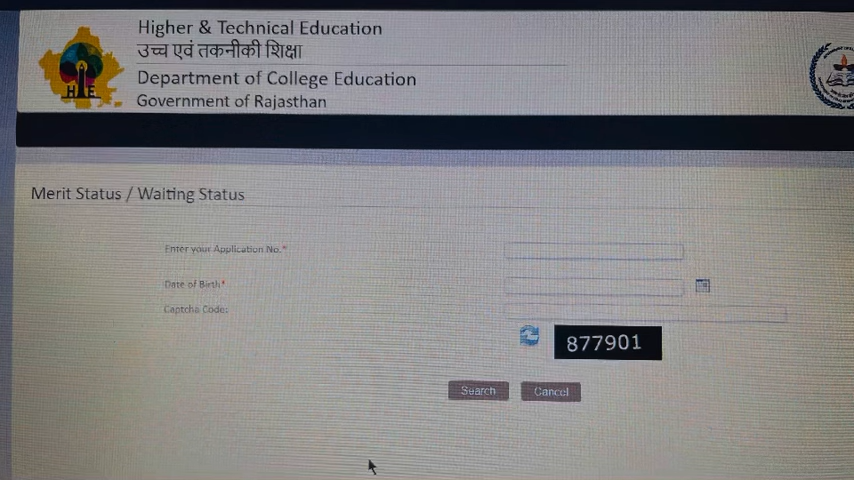 Higher & Technical Education
उच्च एवं तकनीकी शिक्षा
Department of College Education
Government of Rajasthan
HTE
Merit Status / Waiting Status
Enter your Application No.*
Date of Birth*
Captcha Code:
877901
Search Cancel